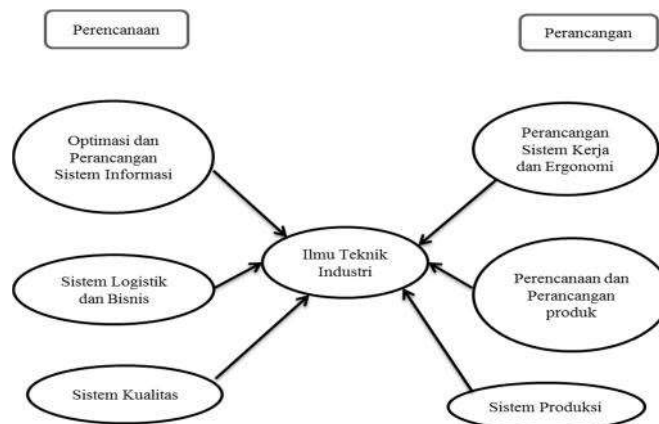 Perencanaan
Perancangan
Optimasi dan
Perancangan
Sistem Informasi
Perancangan
Sistem Kerja
dan Ergonomi
Ilmu Teknik
Industri
Sistem Logistik
dan Bisnis
Perencanaan dan
Perancangan
produk
Sistem Kualitas
Sistem Produksi